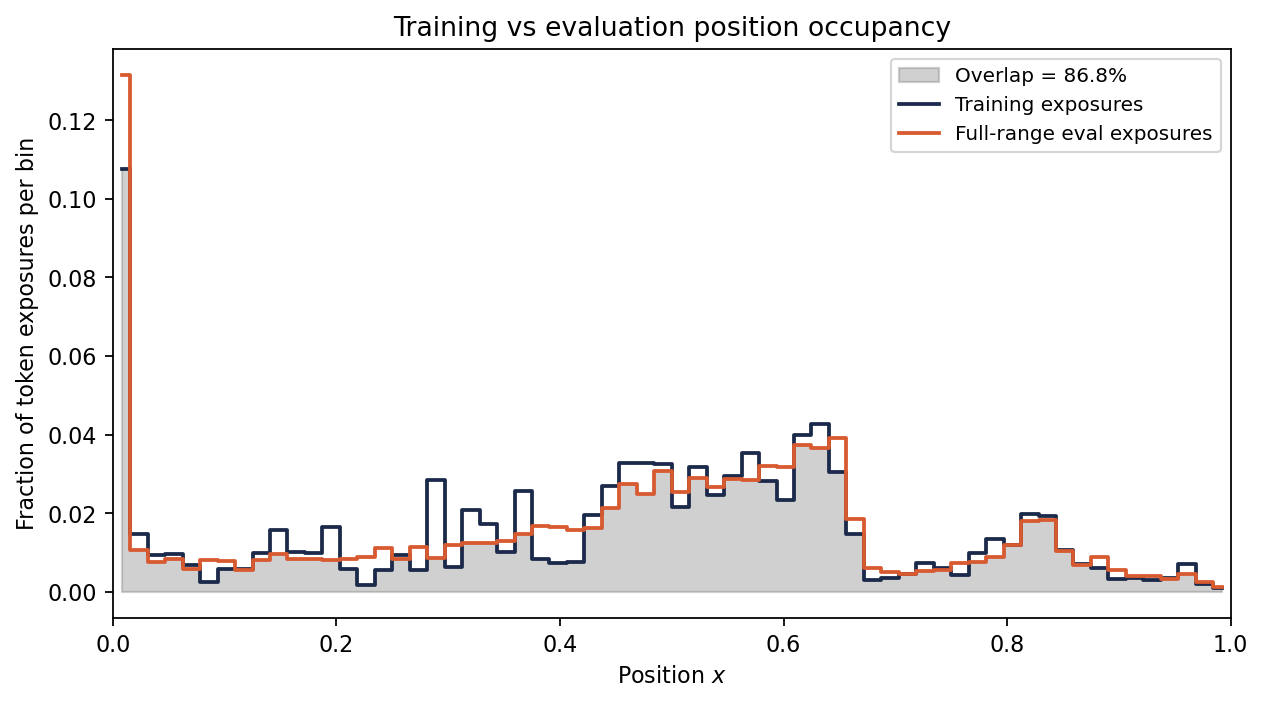 Training vs evaluation position occupancy
Overlap = 86.8%
Training exposures
Full-range eval exposures
Fraction of token exposures per bin
0.12
0.10
0.08
0.06
0.04
0.02
0.00
0.0 0.2 0.4 0.6 0.8 1.0
Position x